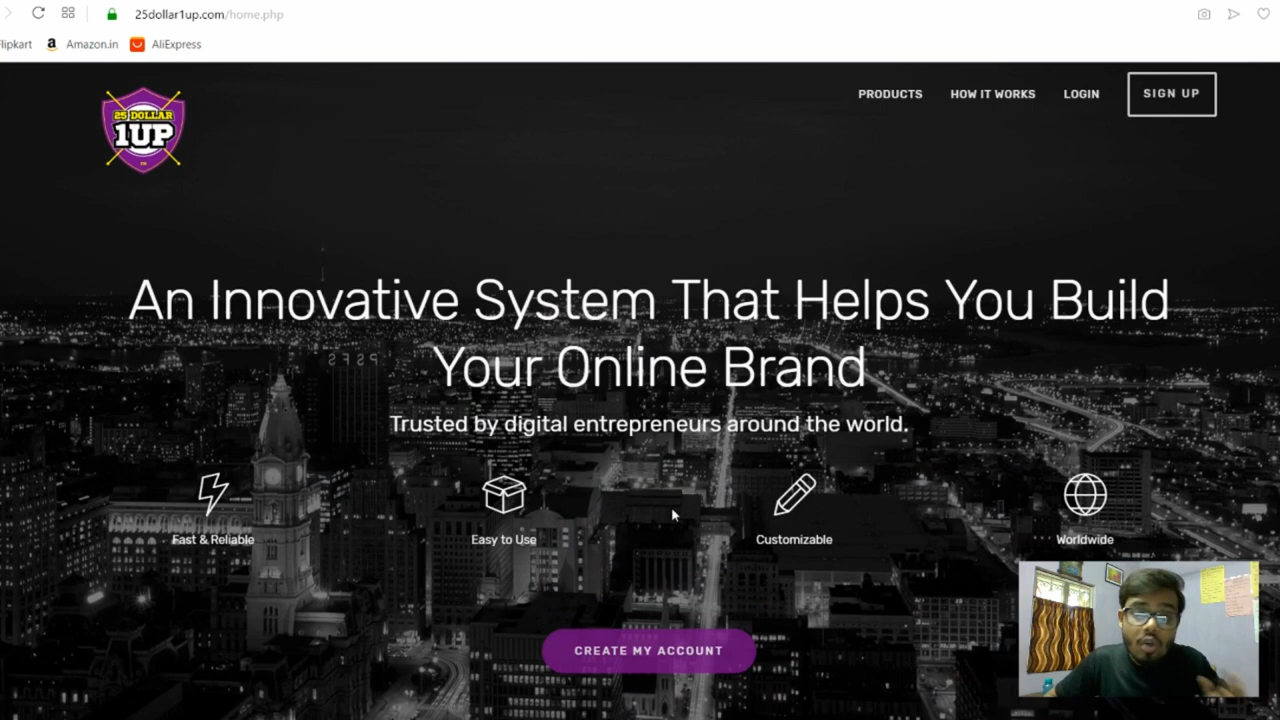 25dollar1up.com/home.php
lipkart
Amazon.in
AliExpress
25 DOLLAR
1UP
PRODUCTS
HOW IT WORKS
LOGIN
SIGN UP
An Innovative System That Helps You Build
Your Online Brand
Trusted by digital entrepreneurs around the world.
Fast & Reliable
Easy to Use
Customizable
Worldwide
CREATE MY ACCOUNT